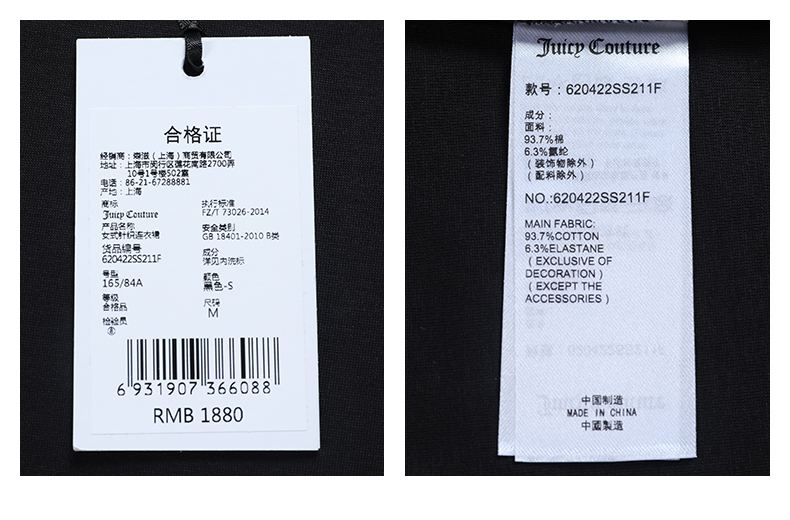 合格证
经销商：森滋（上海）商贸有限公司
地址：上海市闵行区莲花南路2700弄
10号1号楼502室
电话：86-21-67288881
产地：上海
商标
Juicy Couture
产品名称
女式针织连衣裙
货品编号
620422SS211F
号型
165/84A
等级
合格品
检验员
执行标准
FZ/T 73026-2014
安全类别
GB 18401-2010 B类
成分
详见内洗标
颜色
黑色-S
尺码
M
6 931907 366088
RMB 1880
Juicy Couture
款号：620422SS211F
成分：
面料：
93.7%棉
6.3%氨纶
（装饰物除外）
（配料除外）
NO.:620422SS211F
MAIN FABRIC:
93.7%COTTON
6.3%ELASTANE
（EXCLUSIVE OF
DECORATION）
（EXCEPT THE
ACCESSORIES）
中国制造
MADE IN CHINA
中國製造